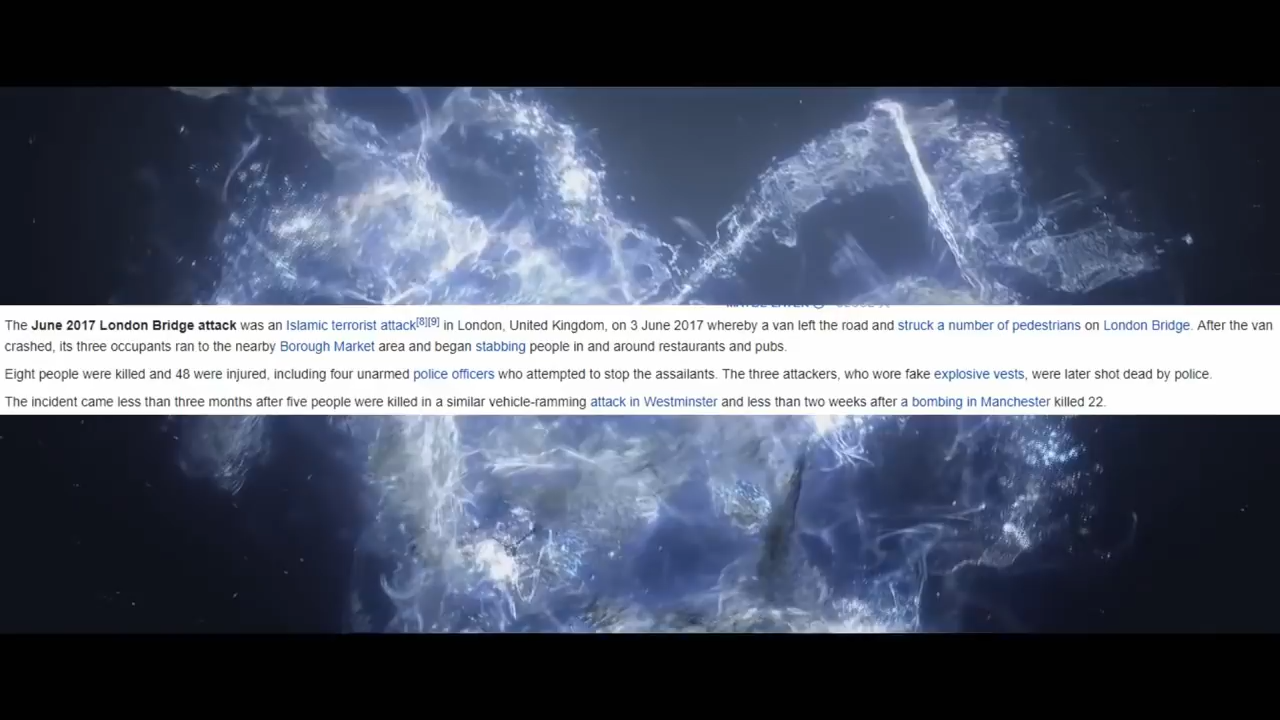 The June 2017 London Bridge attack was an Islamic terrorist attack[8][9] in London, United Kingdom, on 3 June 2017 whereby a van left the road and struck a number of pedestrians on London Bridge. After the van
crashed, its three occupants ran to the nearby Borough Market area and began stabbing people in and around restaurants and pubs.
Eight people were killed and 48 were injured, including four unarmed police officers who attempted to stop the assailants. The three attackers, who wore fake explosive vests, were later shot dead by police.
The incident came less than three months after five people were killed in a similar vehicle-ramming attack in Westminster and less than two weeks after a bombing in Manchester killed 22.